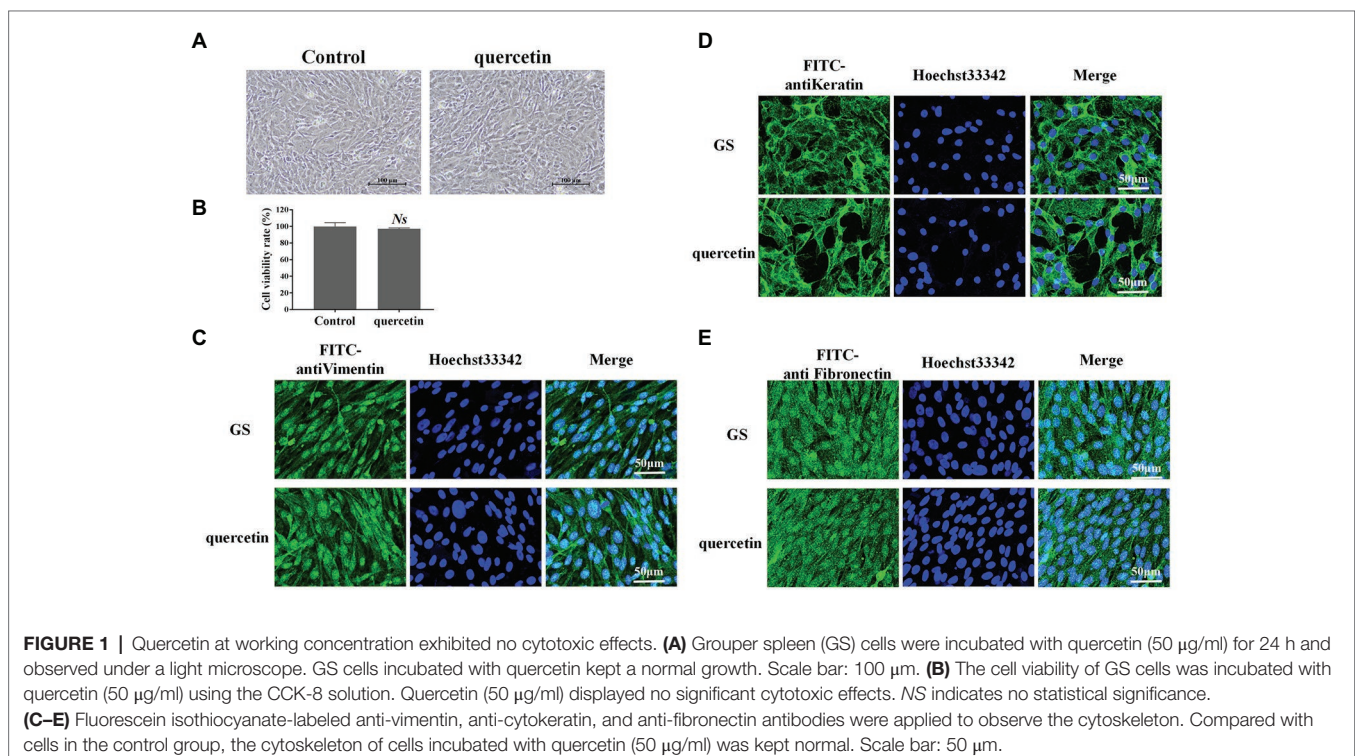 A
Control
quercetin
100 μm
100 μm
B
Cell viability rate (%)
120
100
80
60
40
20
0
Ns
Control
quercetin
C
FITC-
antiVimentin
Hoechst33342
Merge
GS
50μm
quercetin
50μm
D
FITC-
antiKeratin
Hoechst33342
Merge
GS
50μm
quercetin
50μm
E
FITC-
anti Fibronectin
Hoechst33342
Merge
GS
50μm
quercetin
50μm
FIGURE 1 | Quercetin at working concentration exhibited no cytotoxic effects. (A) Grouper spleen (GS) cells were incubated with quercetin (50 μg/ml) for 24 h and
observed under a light microscope. GS cells incubated with quercetin kept a normal growth. Scale bar: 100 μm. (B) The cell viability of GS cells was incubated with
quercetin (50 μg/ml) using the CCK-8 solution. Quercetin (50 μg/ml) displayed no significant cytotoxic effects. NS indicates no statistical significance.
(C–E) Fluorescein isothiocyanate-labeled anti-vimentin, anti-cytokeratin, and anti-fibronectin antibodies were applied to observe the cytoskeleton. Compared with
cells in the control group, the cytoskeleton of cells incubated with quercetin (50 μg/ml) was kept normal. Scale bar: 50 μm.